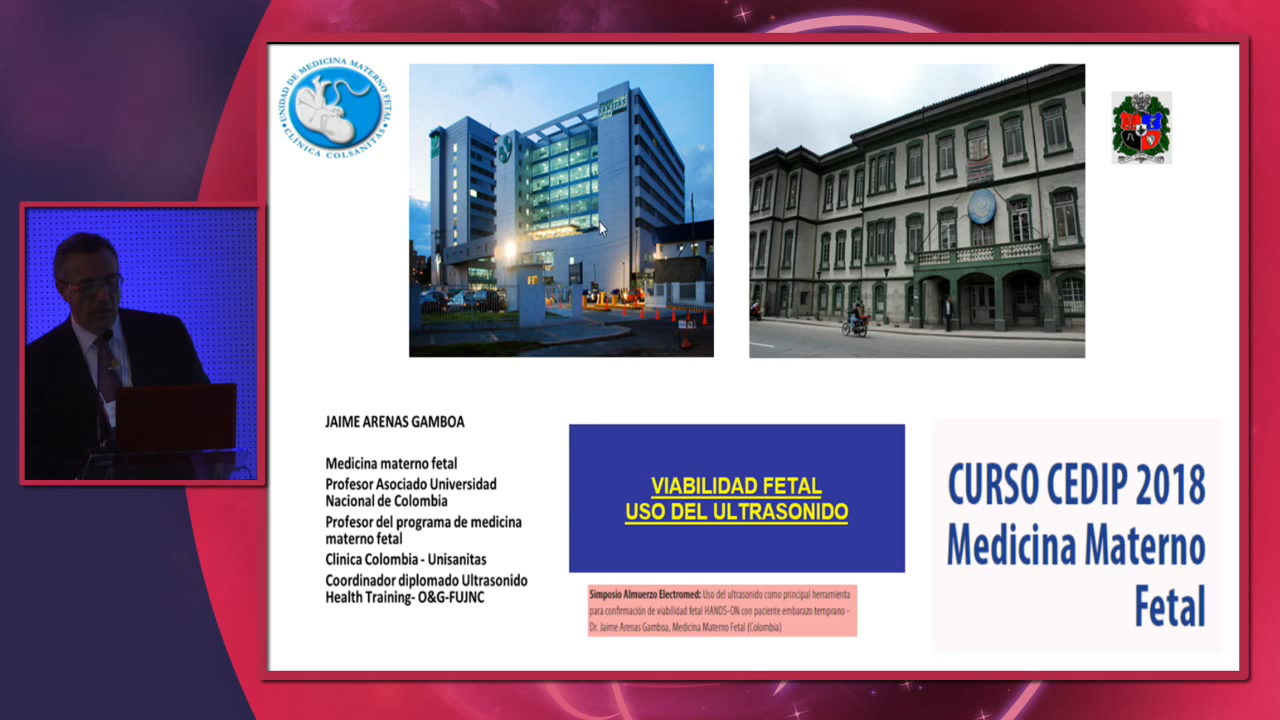 UNIDAD DE MEDICINA MATERNO FETAL
CLÍNICA COLSANITAS
SANITAS
JAIME ARENAS GAMBOA
Medicina materno fetal
Profesor Asociado Universidad
Nacional de Colombia
Profesor del programa de medicina
materno fetal
Clinica Colombia - Unisanitas
Coordinador diplomado Ultrasonido
Health Training- O&G-FUJNC
VIABILIDAD FETAL
USO DEL ULTRASONIDO
Simposio Almuerzo Electromed: Uso del ultrasonido como principal herramienta
para confirmación de viabilidad fetal HANDS-ON con paciente embarazo temprano -
Dr. Jaime Arenas Gamboa, Medicina Materno Fetal (Colombia)
CURSO CEDIP 2018
Medicina Materno
Fetal